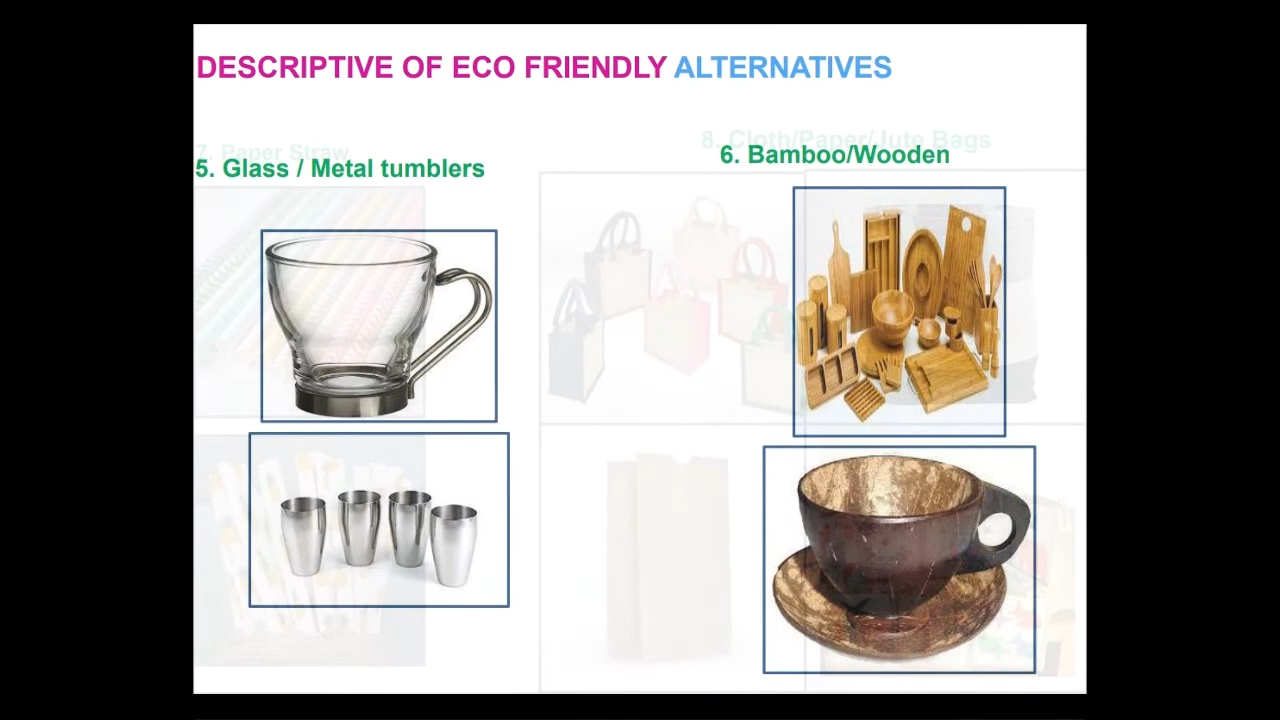 DESCRIPTIVE OF ECO FRIENDLY ALTERNATIVES
7. Paper Straw
8. Cloth/Paper/Jute Bags
5. Glass / Metal tumblers
6. Bamboo/Wooden